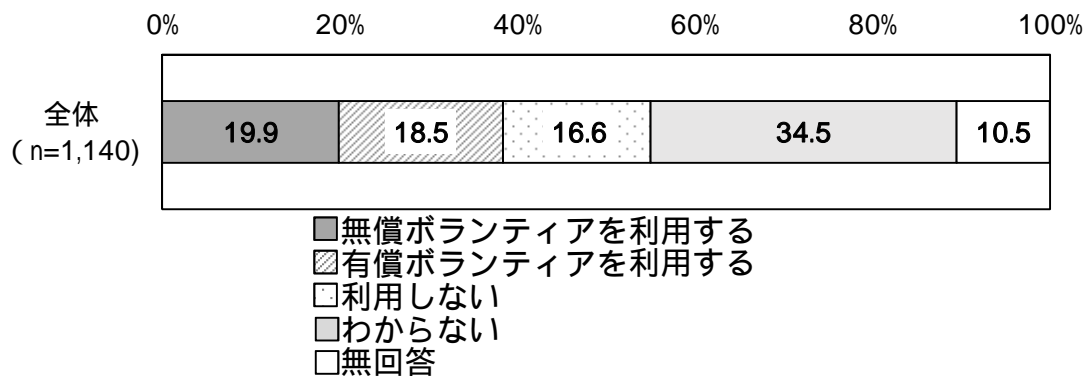 0% 20% 40% 60% 80% 100%
全体
（n=1,140)
19.9 18.5 16.6 34.5 10.5
無償ボランティアを利用する
有償ボランティアを利用する
利用しない
わからない
無回答